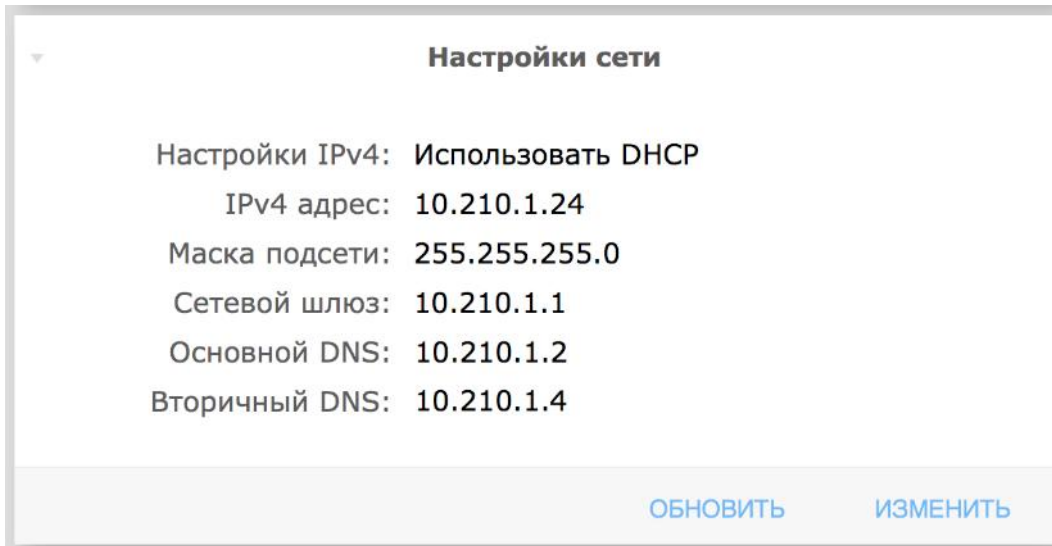 Настройки сети
Настройки IPv4: Использовать DHCP
IPv4 адрес: 10.210.1.24
Маска подсети: 255.255.255.0
Сетевой шлюз: 10.210.1.1
Основной DNS: 10.210.1.2
Вторичный DNS: 10.210.1.4
ОБНОВИТЬ ИЗМЕНИТЬ